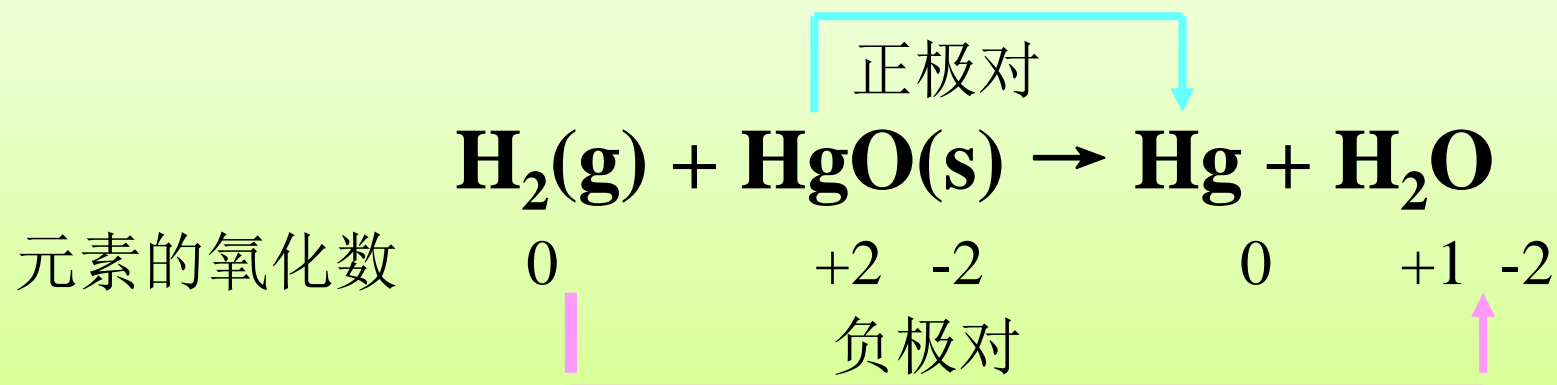 正极对
H₂(g) + HgO(s) → Hg + H₂O
元素的氧化数 0 +2 -2 0 +1 -2
负极对